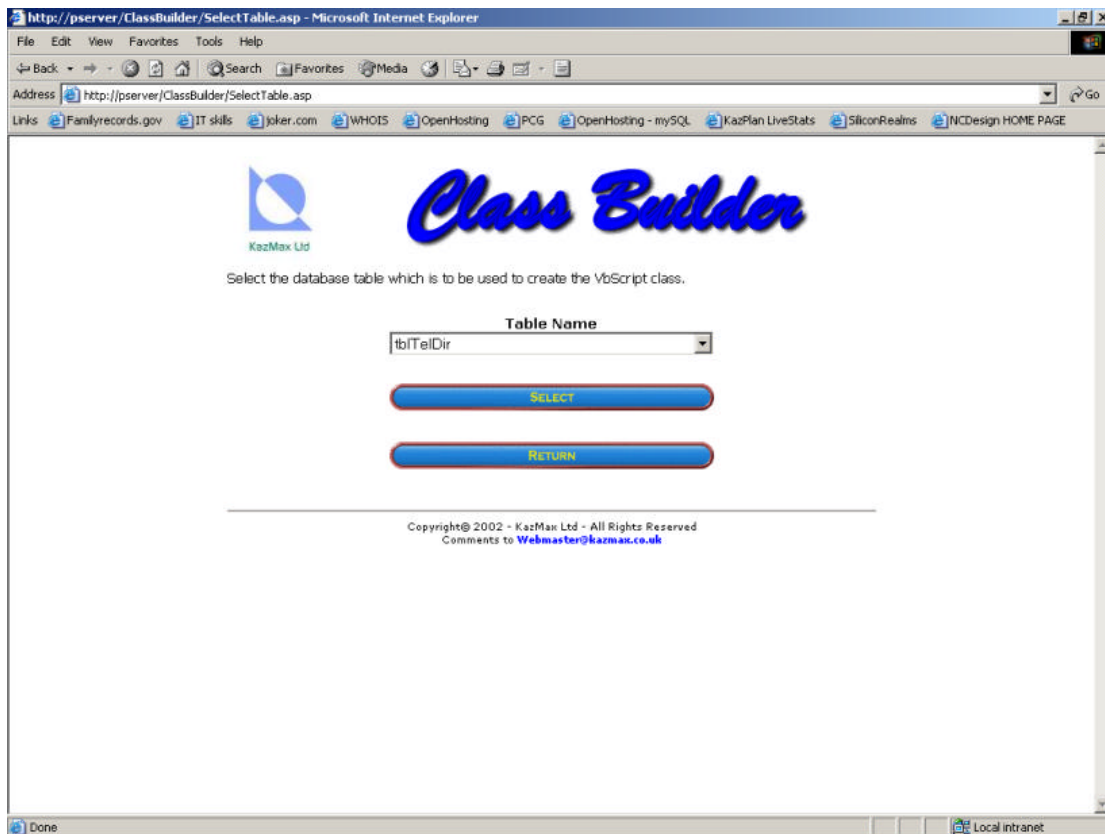 http://pserver/ClassBuilder/SelectTable.asp - Microsoft Internet Explorer
File Edit View Favorites Tools Help
Back Search Favorites Media
Address http://pserver/ClassBuilder/SelectTable.asp Go
Links Familyrecords.gov IT skills joker.com WHOIS OpenHosting PCG OpenHosting - mySQL KazPlan LiveStats SiliconRealms NCDesign HOME PAGE
Class Builder
KazMax Ltd
Select the database table which is to be used to create the VbScript class.
Table Name
tblTelDir
SELECT
RETURN
Copyright© 2002 - KazMax Ltd - All Rights Reserved
Comments to Webmaster@kazmax.co.uk
Done Local intranet